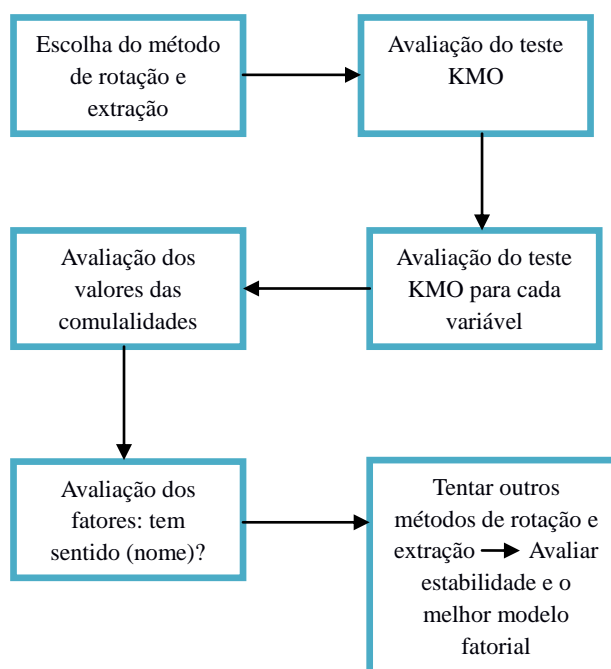 Escolha do método
de rotação e
extração
Avaliação do teste
KMO
Avaliação do teste
KMO para cada
variável
Avaliação dos
valores das
comulalidades
Avaliação dos
fatores: tem
sentido (nome)?
Tentar outros
métodos de rotação e
extração → Avaliar
estabilidade e o
melhor modelo
fatorial